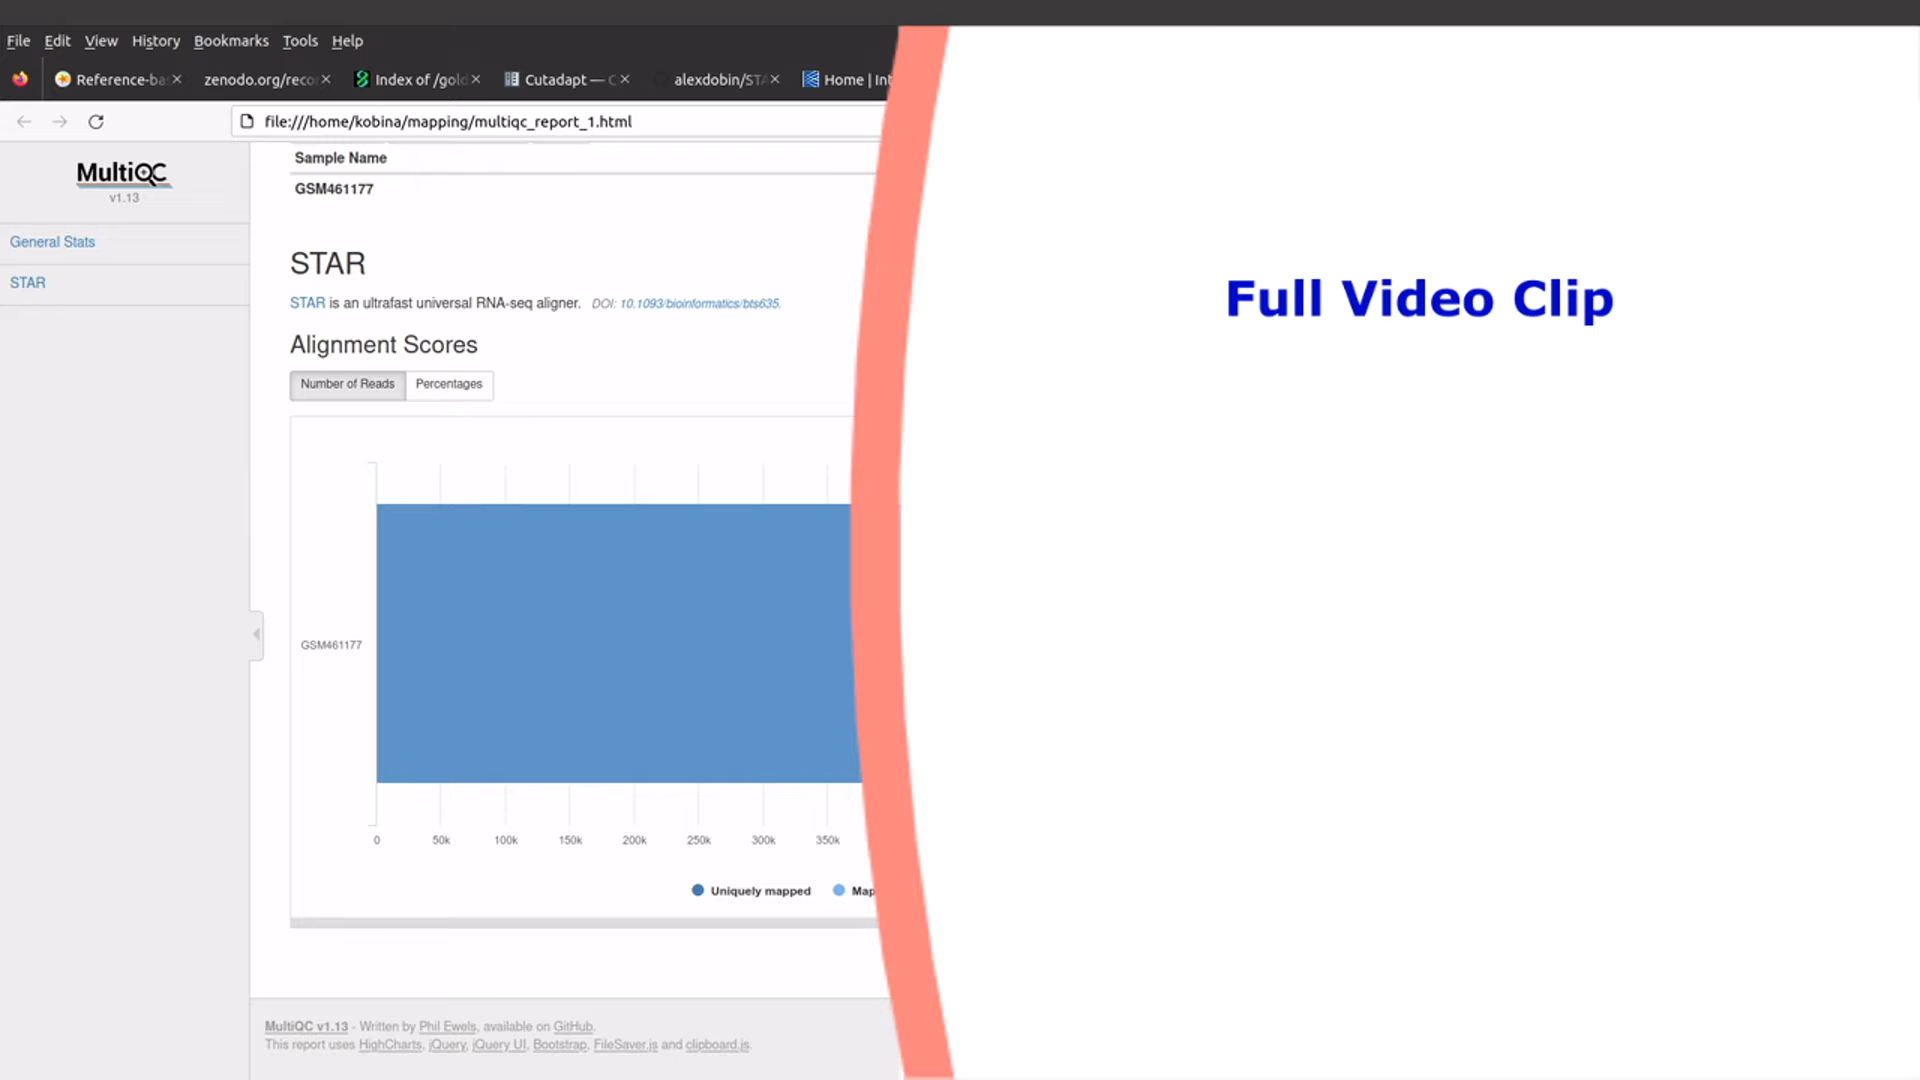 File Edit View History Bookmarks Tools Help
Reference-ba zenodo.org/reco Index of /gold Cutadapt — C alexdobin/STA Home | Int
file:///home/kobina/mapping/multiqc_report_1.html
MultiQC
v1.13
General Stats
STAR
Sample Name
GSM461177
STAR
STAR is an ultrafast universal RNA-seq aligner. DOI: 10.1093/bioinformatics/bts635.
Alignment Scores
Number of Reads Percentages
GSM461177
0 50k 100k 150k 200k 250k 300k 350k
Uniquely mapped Map
MultiQC v1.13 - Written by Phil Ewels, available on GitHub.
This report uses HighCharts, jQuery, jQuery UI, Bootstrap, FileSaver.js and clipboard.js.
Full Video Clip